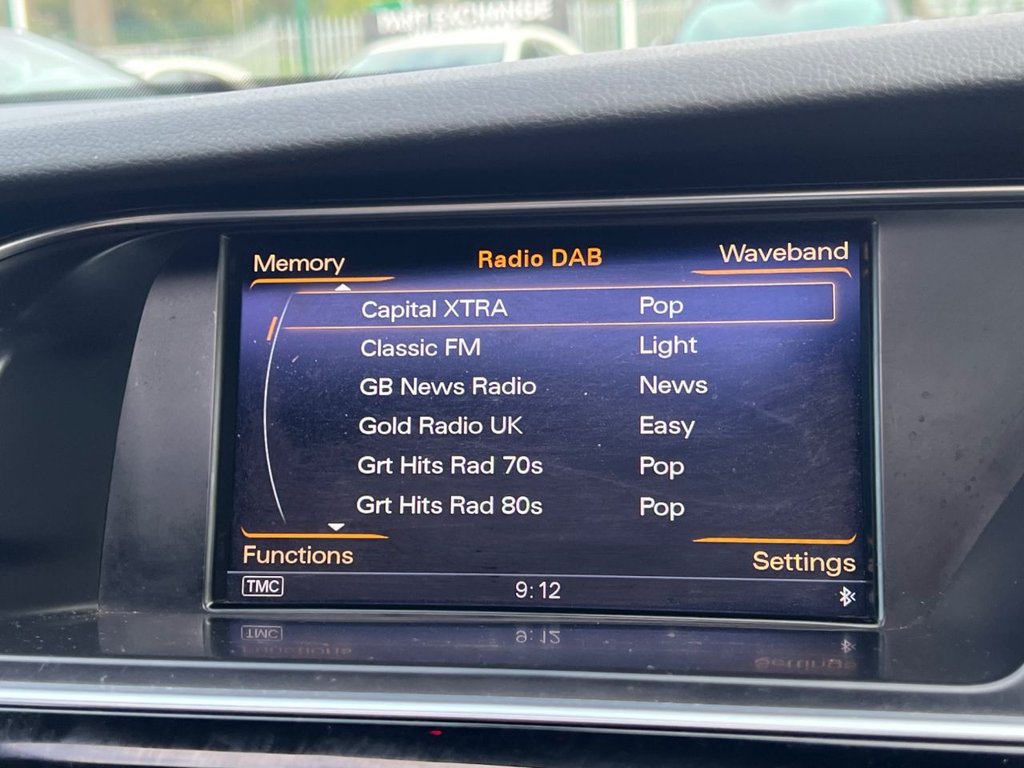 Memory Radio DAB Waveband
Capital XTRA Pop
Classic FM Light
GB News Radio News
Gold Radio UK Easy
Grt Hits Rad 70s Pop
Grt Hits Rad 80s Pop
Functions Settings
TMC 9:12